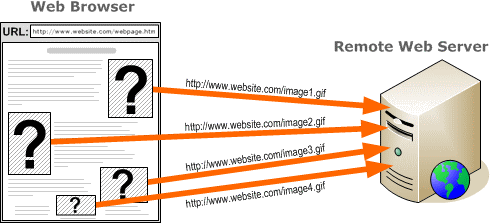 Web Browser
URL: http://www.website.com/webpage.htm
Remote Web Server
?
http://www.website.com/image1.gif
?
http://www.website.com/image2.gif
http://www.website.com/image3.gif
?
?
http://www.website.com/image4.gif